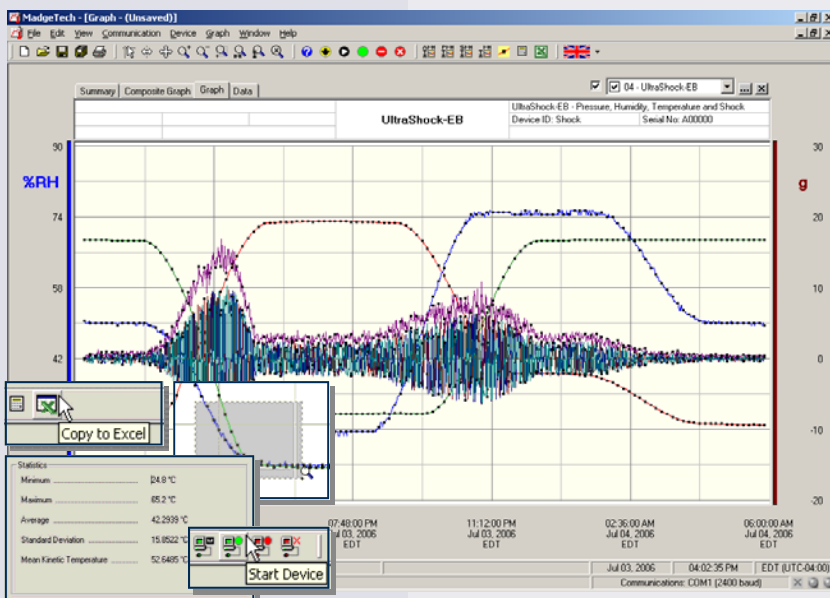 MadgeTech - [Graph - (Unsaved)]
File Edit View Communication Device Graph Window Help
Summary Composite Graph Graph Data
04 - UltraShock-EB
UltraShock-EB
UltraShock-EB - Pressure, Humidity, Temperature and Shock
Device ID: Shock Serial No: A00000
90 30
%RH g
74 20
58 10
42 0
-10
-20
Copy to Excel
Statistics
Minimum 24.8 °C
Maximum 65.2 °C
Average 42.2939 °C
Standard Deviation 15.8522 °C
Mean Kinetic Temperature 52.6485 °C
Start Device
07:48:00 PM 11:12:00 PM 02:36:00 AM 06:00:00 AM
Jul 03, 2006 Jul 03, 2006 Jul 04, 2006 Jul 04, 2006
EDT EDT EDT EDT
Jul 03, 2006 04:02:35 PM EDT (UTC-04:00)
Communications: COM1 (2400 baud)